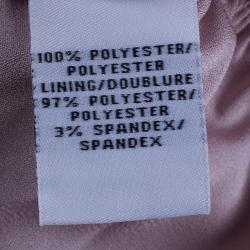 100% POLYESTER/
POLYESTER
LINING/DOUBLURE
97% POLYESTER/
POLYESTER
3% SPANDEX/
SPANDEX